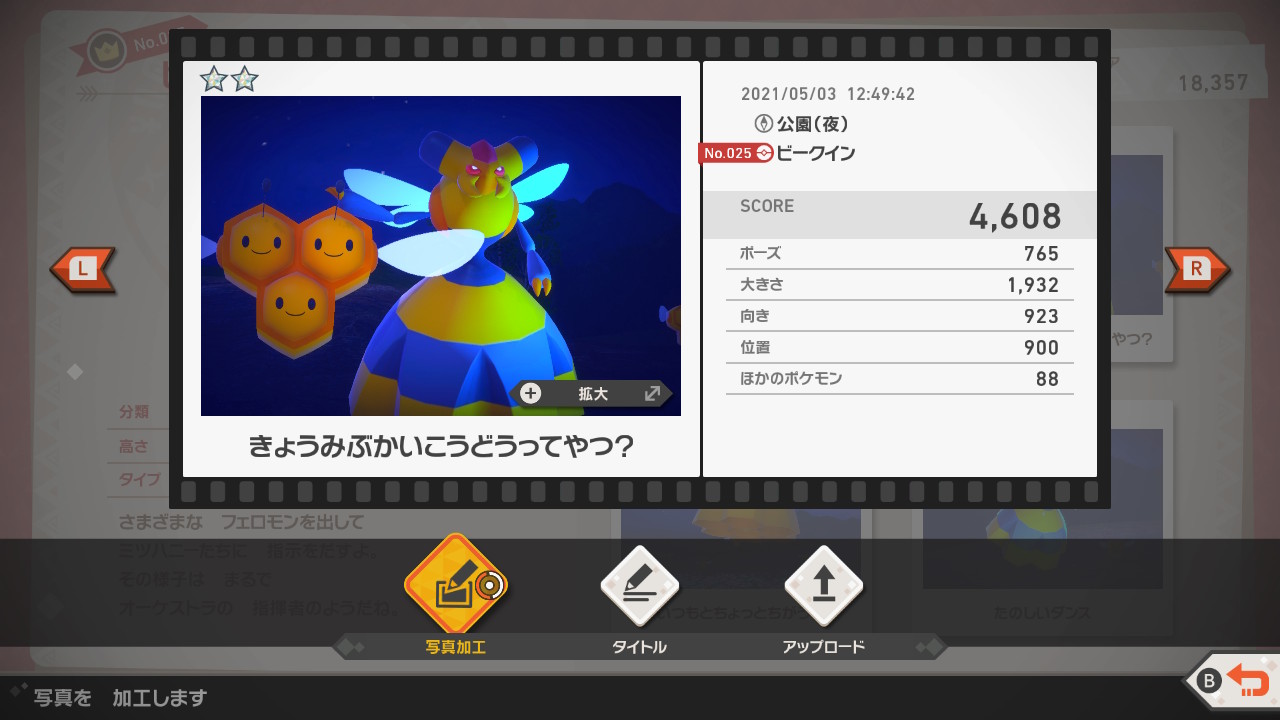 No.0
18,357
2021/05/03 12:49:42
公園(夜)
No.025 ビークイン
SCORE 4,608
ポーズ 765
大きさ 1,932
向き 923
位置 900
ほかのポケモン 88
+ 拡大
きょうみぶかいこうどうってやつ?
L
R
やつ?
分類
高さ
タイプ
さまざまな フェロモンを出して
ミツハニーたちに 指示をだすよ。
その様子は まるで
オーケストラの 指揮者のようだね。
いつもとちょっとちが
たのしいダンス
写真加工
タイトル
アップロード
写真を 加工します
B